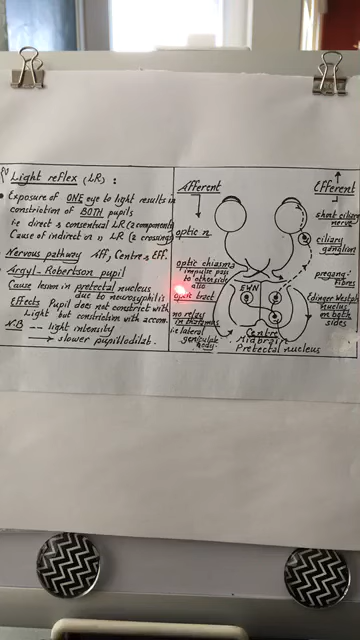 Light reflex (LR) :
• Exposure of ONE eye to light results in
constriction of BOTH pupils
i.e direct & consentual LR (2 components)
Cause of indirect or 11 LR (2 crossings)
Nervous pathway Aff, Centre & Eff.
Argyl-Robertson pupil
Cause lesion in pretectal nucleus
due to neurosyphilis
Effects Pupil does not constrict with
Light but constriction with accom.
N.B -- light intensity
→ slower pupillodilat.
Afferent
optic n
optic chiasma
impulse pass
to other side
also
optic tract
no relay
in thalamus
i.e lateral
geniculate
body
EWN
Centre
Midbrain
Pretectal nucleus
Efferent
short ciliary
nerve
ciliary
ganglion
pregang.
fibres
Edinger Westphal
nucleus
on both
sides